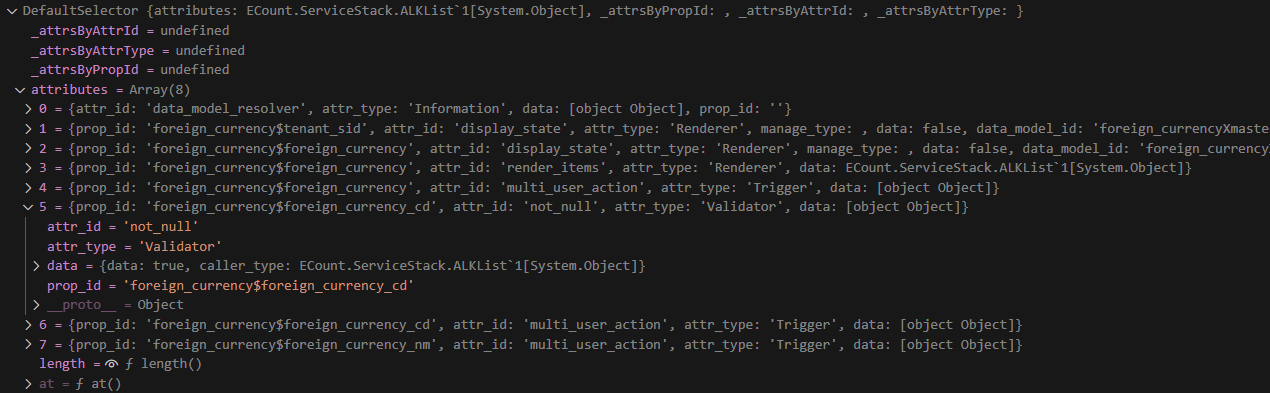 DefaultSelector {attributes: ECount.ServiceStack.ALKList`1[System.Object], _attrsByPropId: , _attrsByAttrId: , _attrsByAttrType: }
_attrsByAttrId = undefined
_attrsByAttrType = undefined
_attrsByPropId = undefined
attributes = Array(8)
0 = {attr_id: 'data_model_resolver', attr_type: 'Information', data: [object Object], prop_id: ''}
1 = {prop_id: 'foreign_currency$tenant_sid', attr_id: 'display_state', attr_type: 'Renderer', manage_type: , data: false, data_model_id: 'foreign_currencyXmaste
2 = {prop_id: 'foreign_currency$foreign_currency', attr_id: 'display_state', attr_type: 'Renderer', manage_type: , data: false, data_model_id: 'foreign_currency
3 = {prop_id: 'foreign_currency$foreign_currency', attr_id: 'render_items', attr_type: 'Renderer', data: ECount.ServiceStack.ALKList`1[System.Object]}
4 = {prop_id: 'foreign_currency$foreign_currency', attr_id: 'multi_user_action', attr_type: 'Trigger', data: [object Object]}
5 = {prop_id: 'foreign_currency$foreign_currency_cd', attr_id: 'not_null', attr_type: 'Validator', data: [object Object]}
attr_id = 'not_null'
attr_type = 'Validator'
data = {data: true, caller_type: ECount.ServiceStack.ALKList`1[System.Object]}
prop_id = 'foreign_currency$foreign_currency_cd'
__proto__ = Object
6 = {prop_id: 'foreign_currency$foreign_currency_cd', attr_id: 'multi_user_action', attr_type: 'Trigger', data: [object Object]}
7 = {prop_id: 'foreign_currency$foreign_currency_nm', attr_id: 'multi_user_action', attr_type: 'Trigger', data: [object Object]}
length = ƒ length()
at = ƒ at()